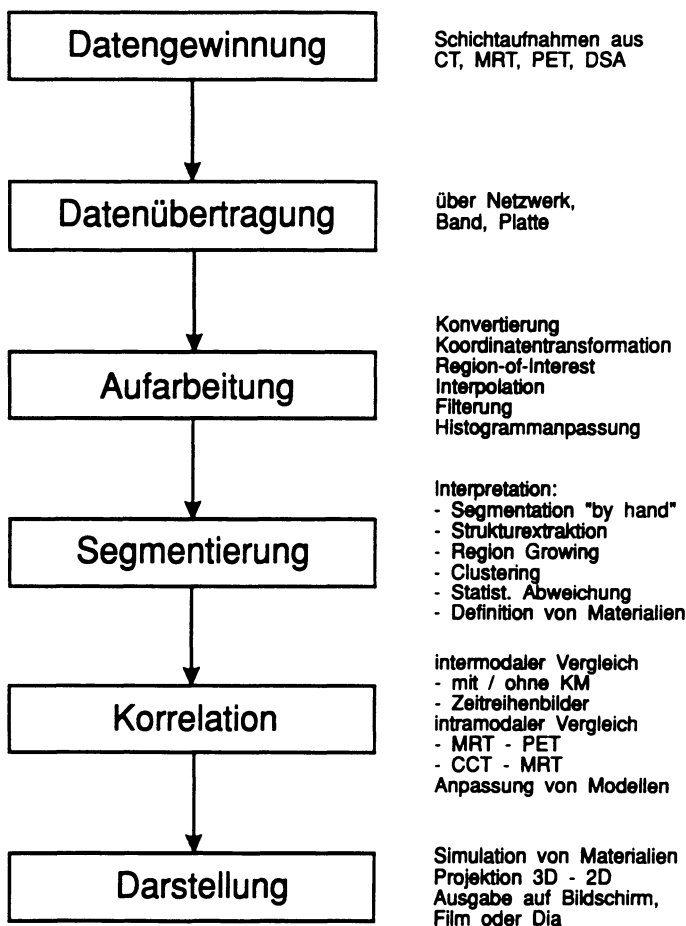 Datengewinnung
Schichtaufnahmen aus
CT, MRT, PET, DSA
Datenübertragung
über Netzwerk,
Band, Platte
Aufarbeitung
Konvertierung
Koordinatentransformation
Region-of-Interest
Interpolation
Filterung
Histogrammanpassung
Segmentierung
Interpretation:
- Segmentation "by hand"
- Strukturextraktion
- Region Growing
- Clustering
- Statist. Abweichung
- Definition von Materialien
Korrelation
intermodaler Vergleich
- mit / ohne KM
- Zeitreihenbilder
intramodaler Vergleich
- MRT - PET
- CCT - MRT
Anpassung von Modellen
Darstellung
Simulation von Materialien
Projektion 3D - 2D
Ausgabe auf Bildschirm,
Film oder Dia